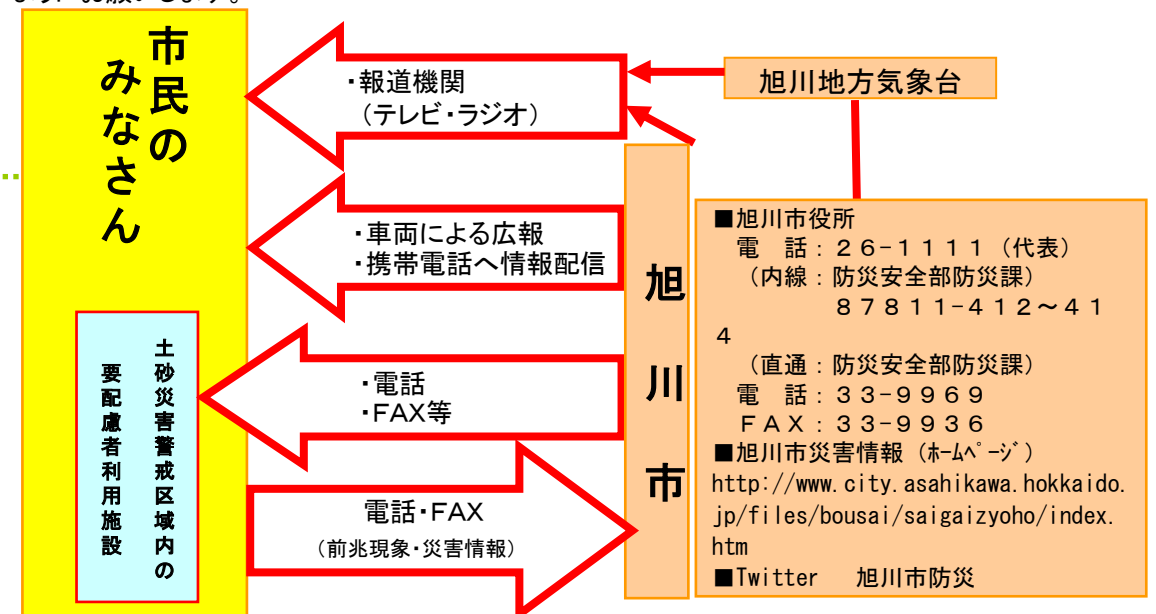 市民の
みなさん
土砂災害警戒区域内の
要配慮者利用施設
・報道機関
（テレビ・ラジオ）
・車両による広報
・携帯電話へ情報配信
・電話
・FAX等
電話・FAX
（前兆現象・災害情報）
旭川市
旭川地方気象台
■旭川市役所
電　話：２６-１１１１（代表）
（内線：防災安全部防災課）
８７８１１-４１２～４１
４
（直通：防災安全部防災課）
電　話：３３-９９６９
ＦＡＸ：３３-９９３６
■旭川市災害情報（ﾎｰﾑﾍﾟｰｼﾞ）
http://www.city.asahikawa.hokkaido.
jp/files/bousai/saigaizyoho/index.
htm
■Twitter　旭川市防災